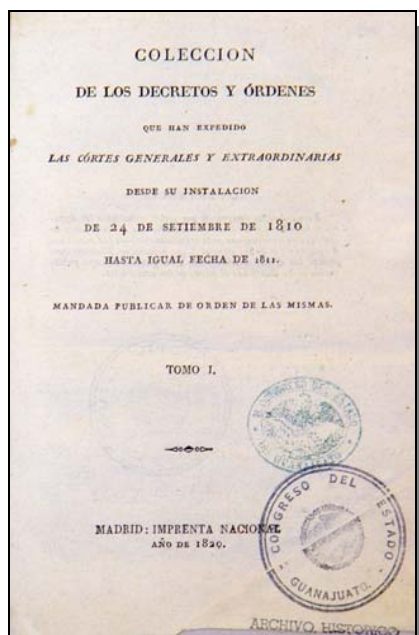 COLECCION
DE LOS DECRETOS Y ÓRDENES
QUE HAN EXPEDIDO
LAS CÓRTES GENERALES Y EXTRAORDINARIAS
DESDE SU INSTALACION
DE 24 DE SETIEMBRE DE 1810
HASTA IGUAL FECHA DE 1811.
MANDADA PUBLICAR DE ORDEN DE LAS MISMAS.
TOMO I.
CONGRESO DEL ESTADO
GUANAJUATO.
MADRID: IMPRENTA NACIONAL
AÑO DE 1820.
ARCHIVO HISTORICO